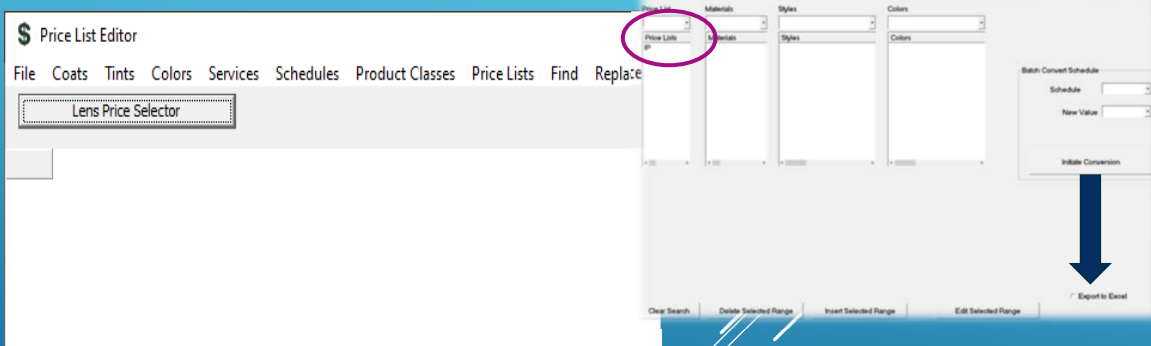 Price List Editor
File Coats Tints Colors Services Schedules Product Classes Price Lists Find Replace
Lens Price Selector
Price List Materials Styles Colors
Price Lists Materials Styles Colors
IP
Batch Convert Schedule
Schedule
New Value
Initiate Conversion
Export to Excel
Clear Search Delete Selected Range Insert Selected Range Edit Selected Range